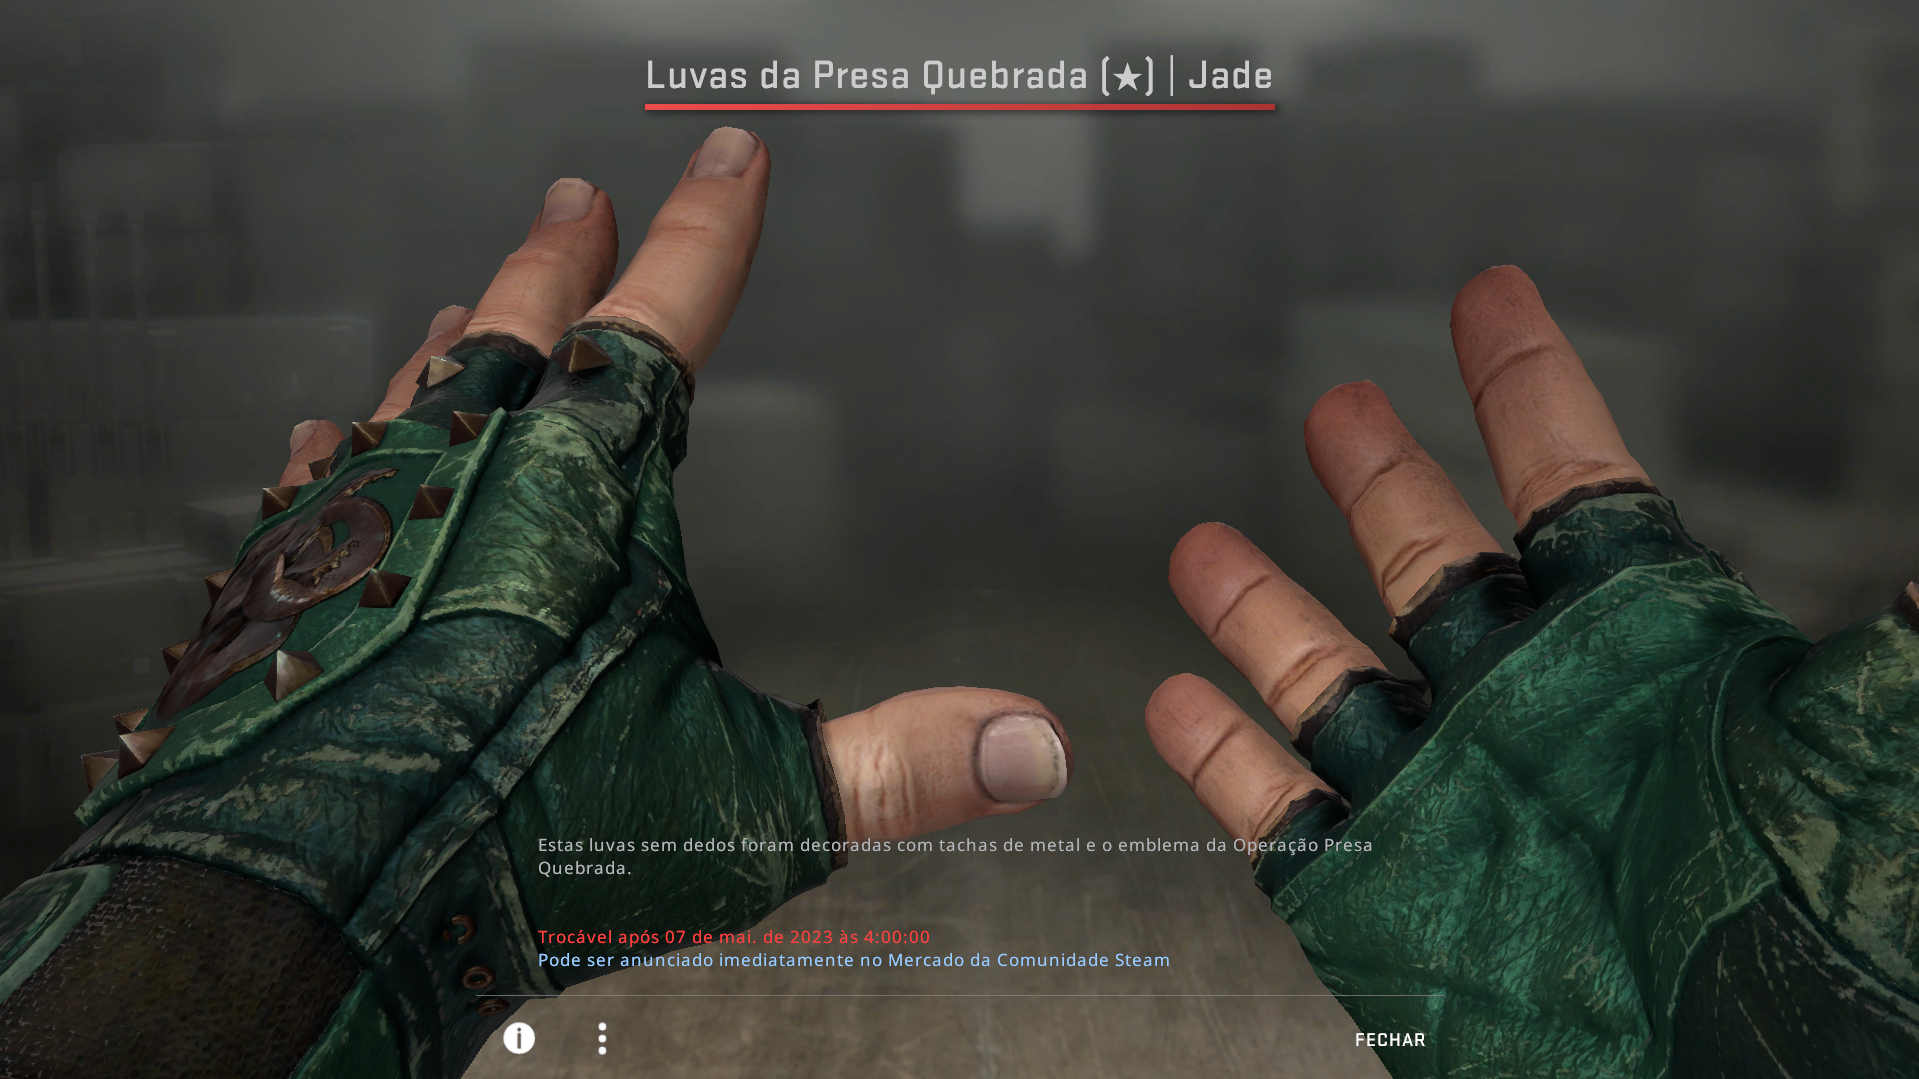 Luvas da Presa Quebrada (★) | Jade
Estas luvas sem dedos foram decoradas com tachas de metal e o emblema da Operação Presa
Quebrada.
Trocável após 07 de mai. de 2023 às 4:00:00
Pode ser anunciado imediatamente no Mercado da Comunidade Steam
FECHAR